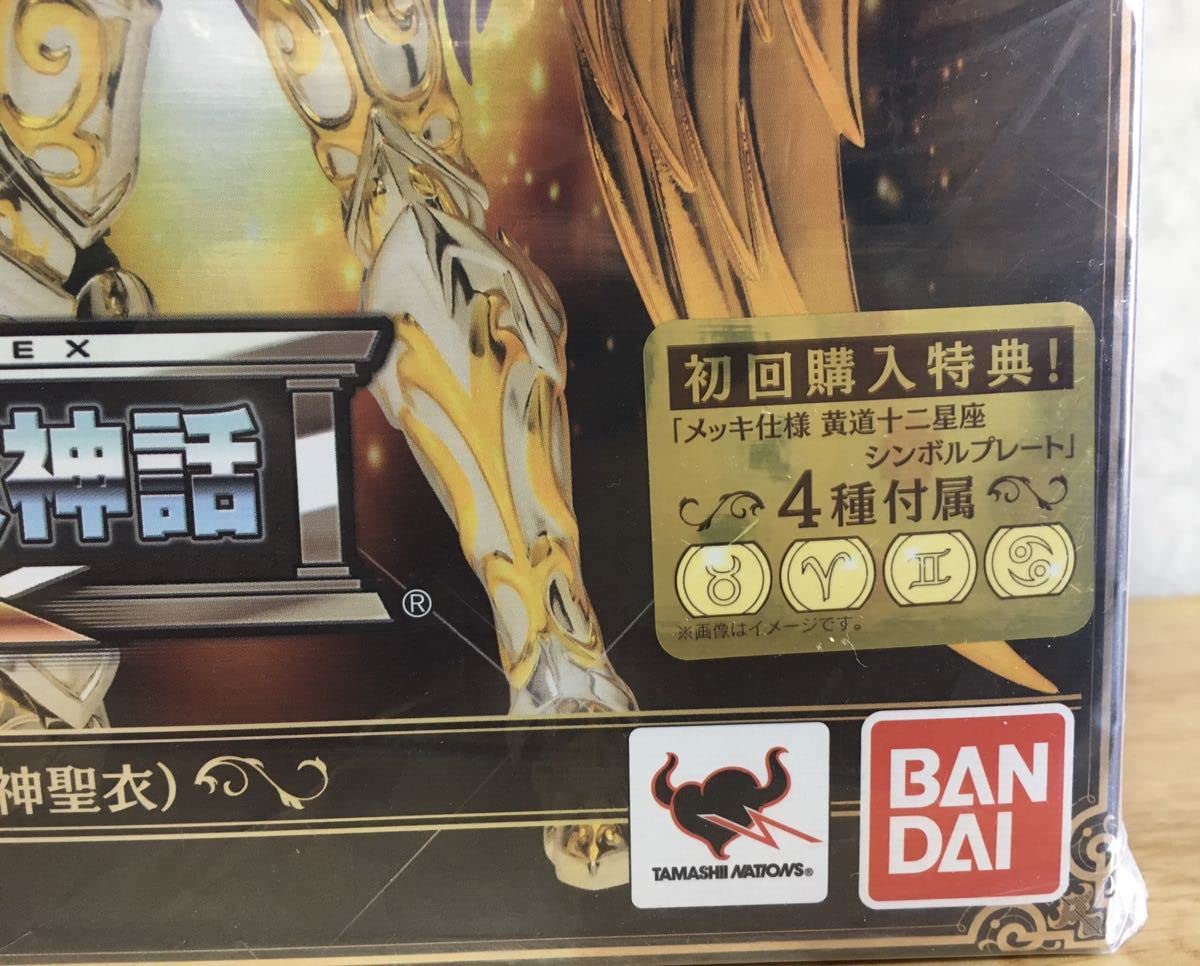 EX
神話
®
初回購入特典!
「メッキ仕様 黄道十二星座
シンボルプレート」
4種付属
※画像はイメージです。
神聖衣)
TAMASHII NATIONS®
BAN
DAI